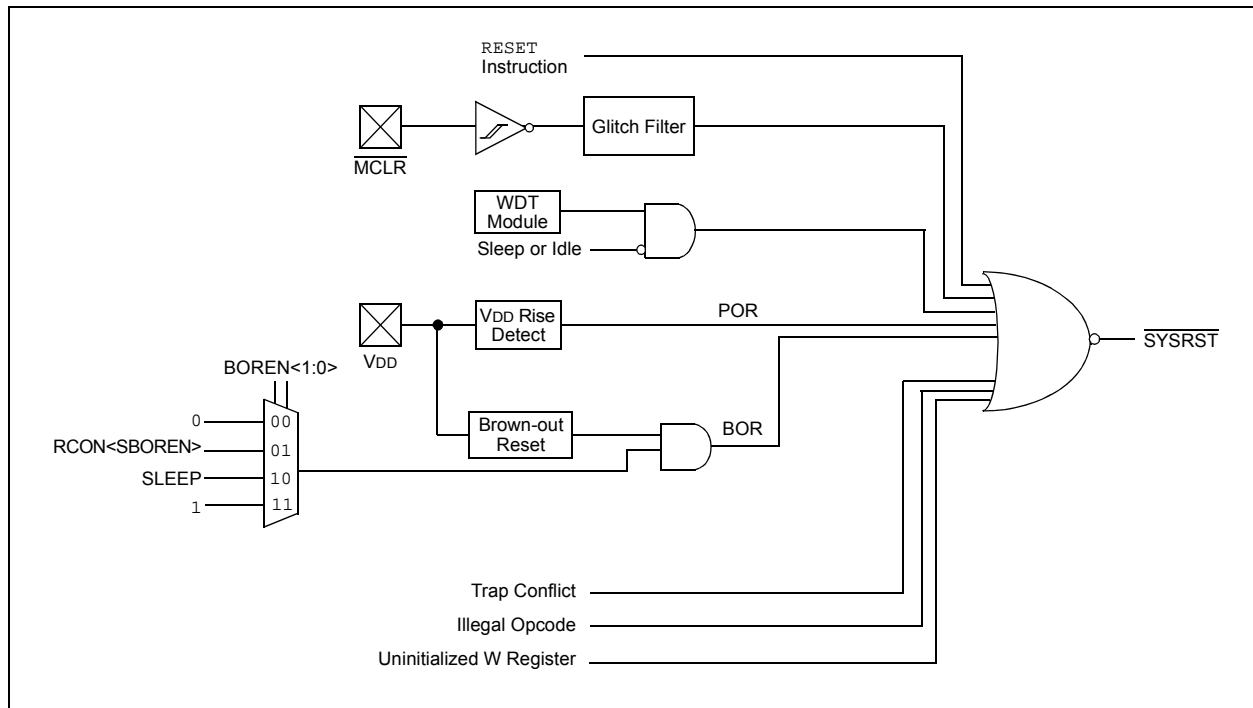 RESET
Instruction
Glitch Filter
MCLR
WDT
Module
Sleep or Idle
VDD Rise
Detect
POR
VDD
SYSRST
BOREN<1:0>
0
00
RCON<SBOREN>
01
SLEEP
10
1
11
Brown-out
Reset
BOR
Trap Conflict
Illegal Opcode
Uninitialized W Register